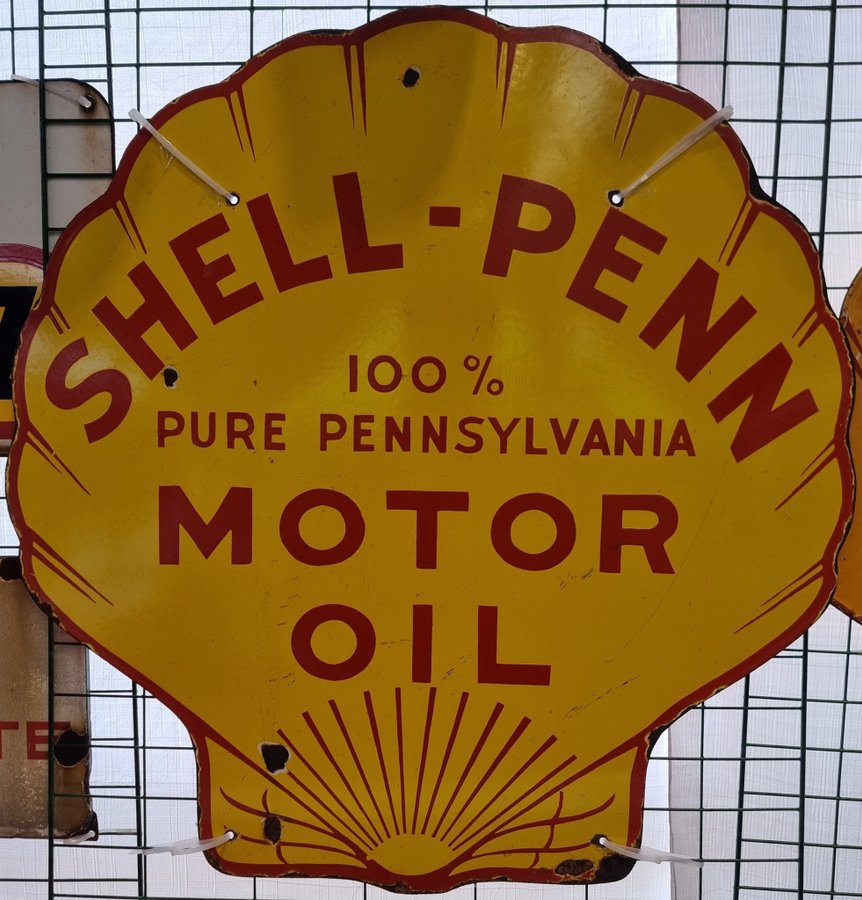 SHELL-PENN
100%
PURE PENNSYLVANIA
MOTOR
OIL